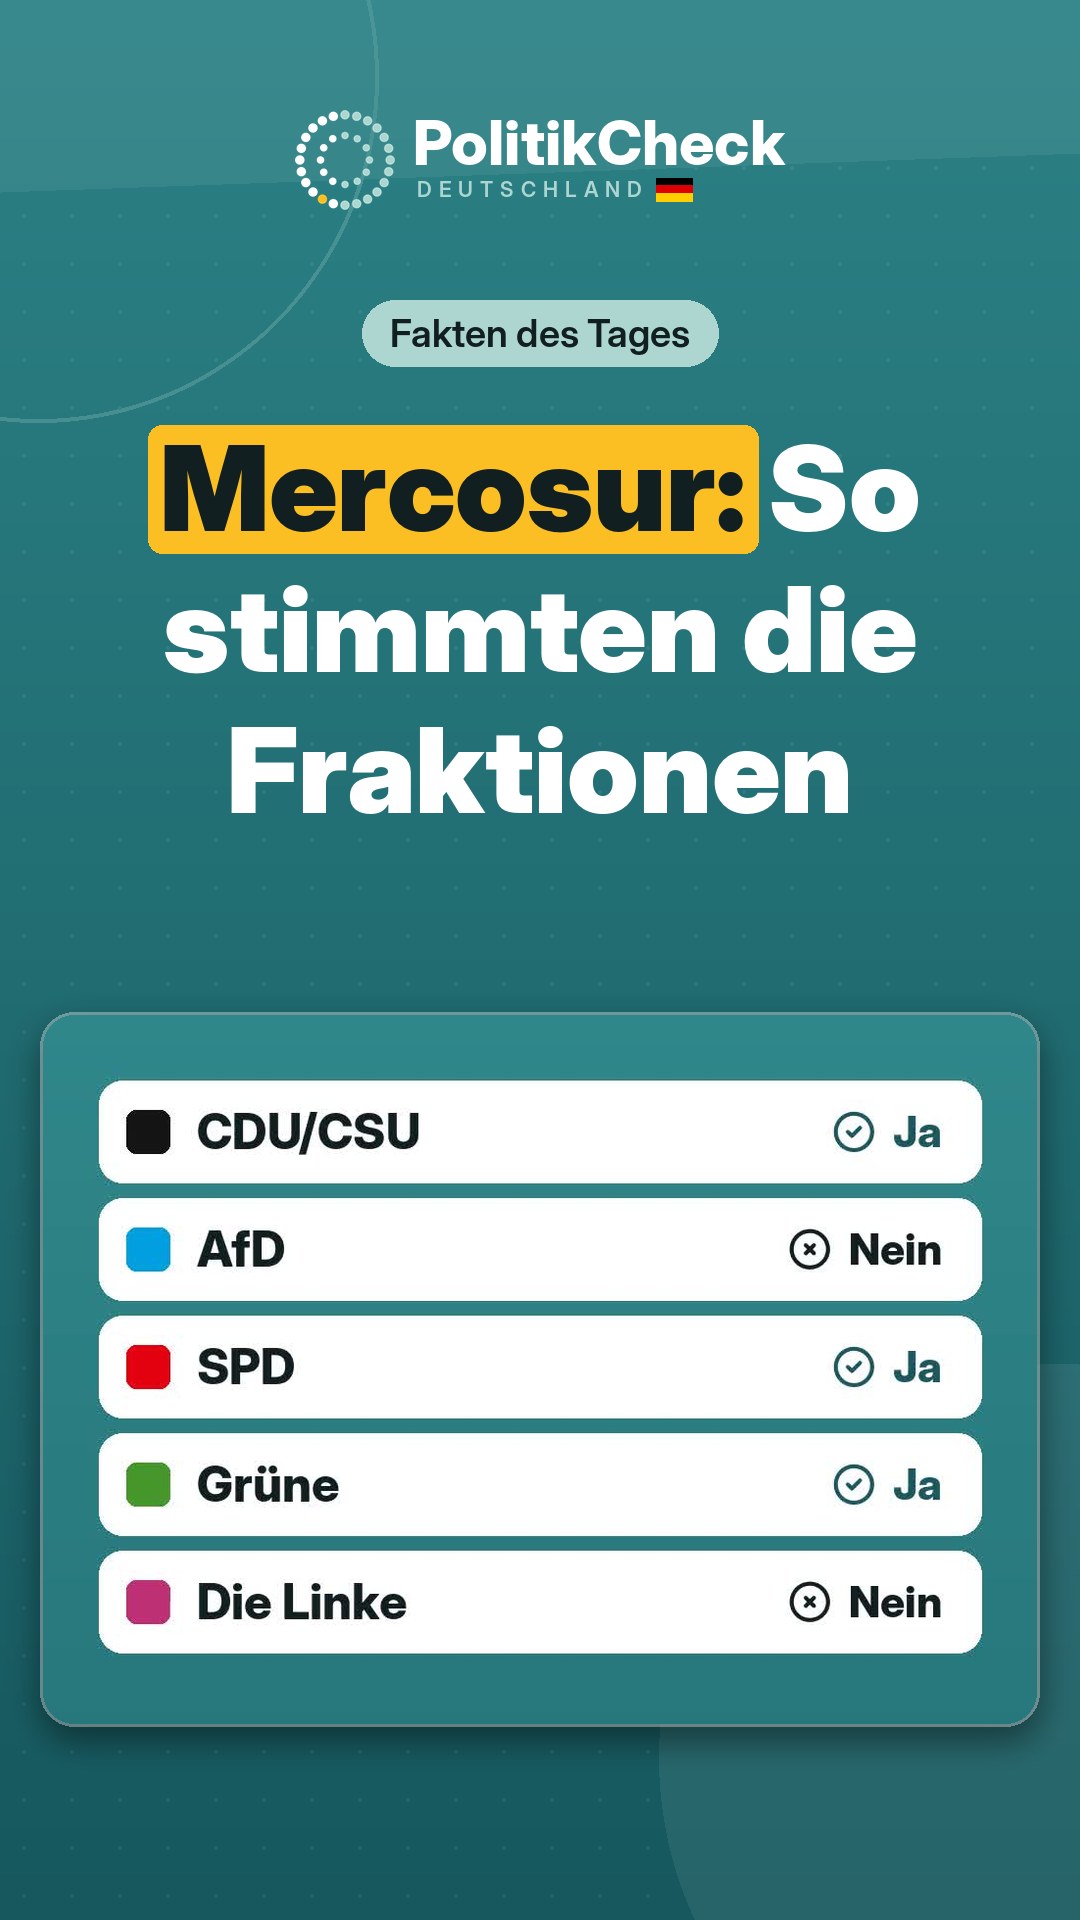 PolitikCheck
DEUTSCHLAND
Fakten des Tages
Mercosur: So
stimmten die
Fraktionen
CDU/CSU Ja
AfD Nein
SPD Ja
Grüne Ja
Die Linke Nein